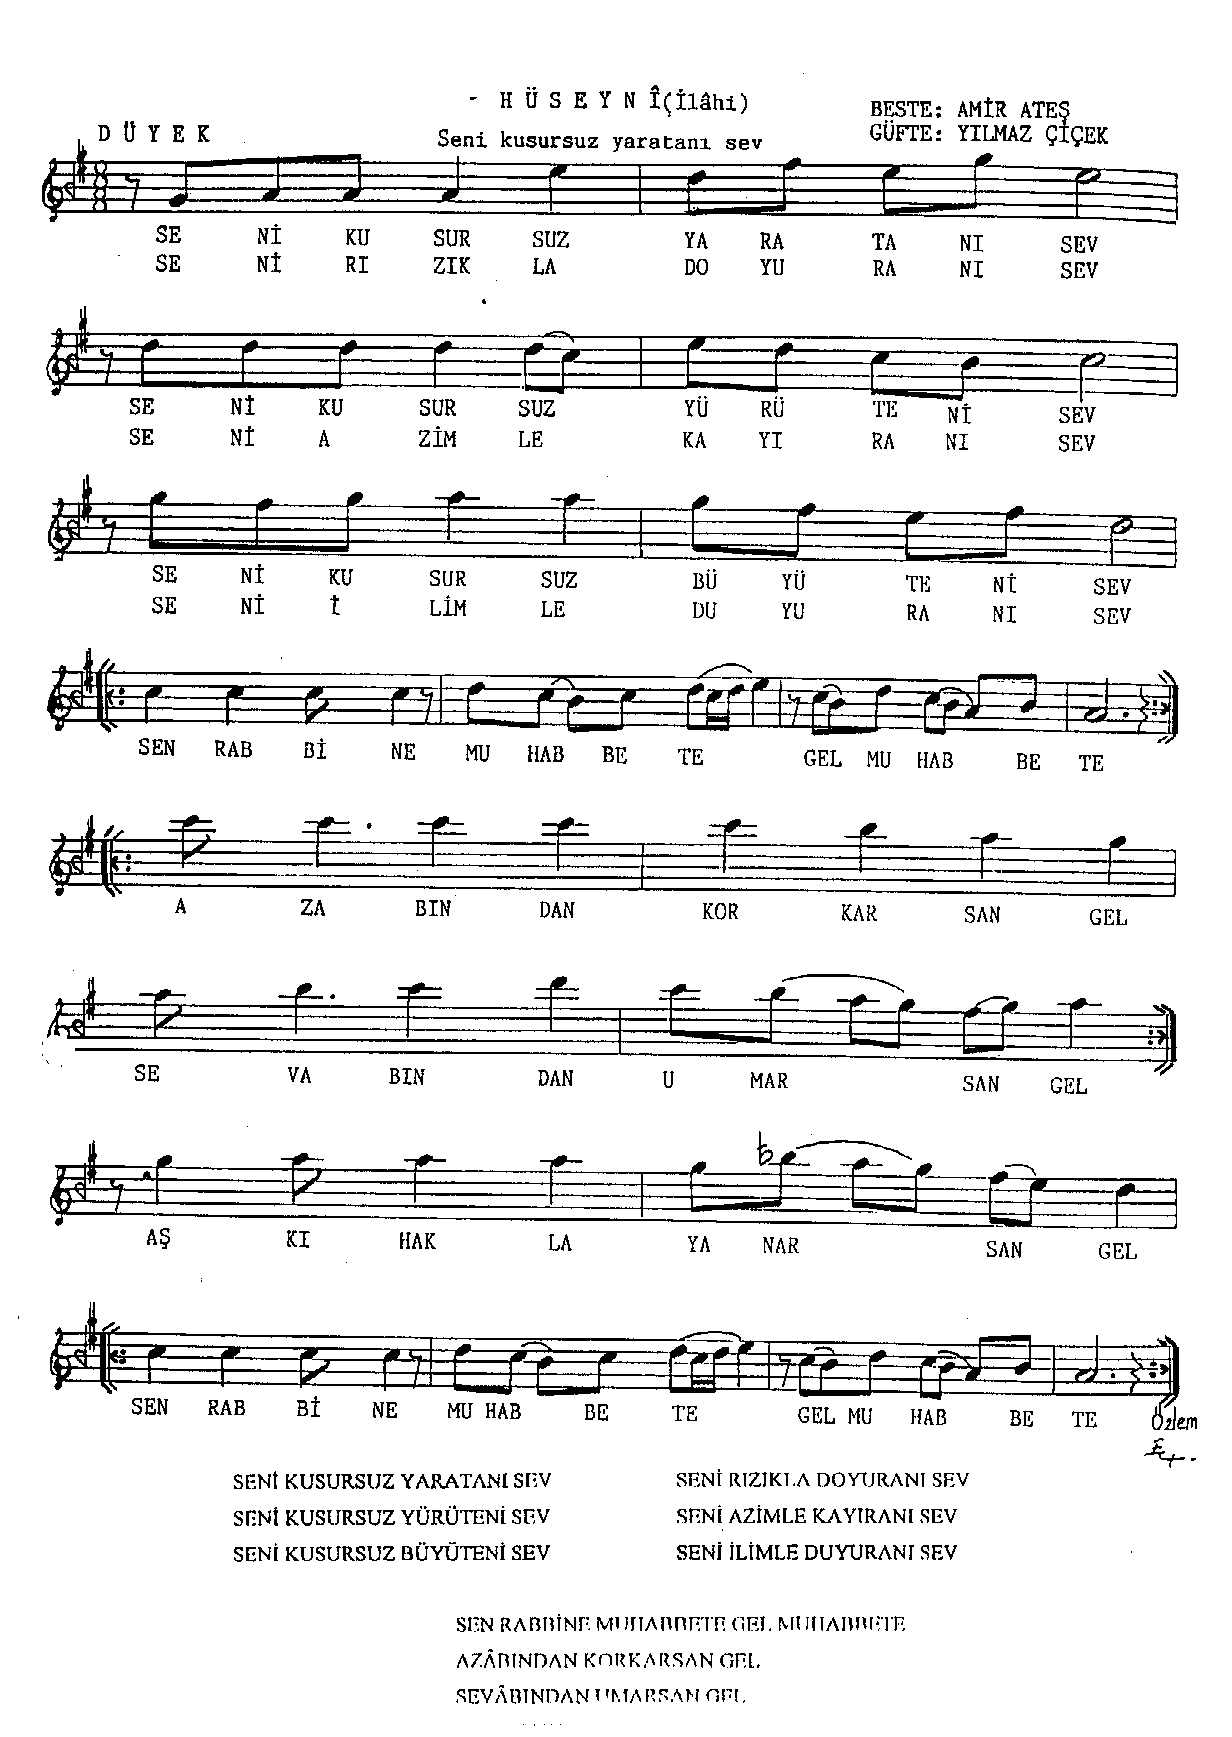 - H Ü S E Y N Î(İlâhi)
BESTE: AMİR ATEŞ
D Ü Y E K
Seni kusursuz yaratanı sev
GÜFTE: YILMAZ ÇİÇEK
8
8
SE Nİ KU SUR SUZ YA RA TA NI SEV
SE Nİ RI ZIK LA DO YU RA NI SEV
SE Nİ KU SUR SUZ YÜ RÜ TE Nİ SEV
SE Nİ A ZİM LE KA YI RA NI SEV
SE Nİ KU SUR SUZ BÜ YÜ TE Nİ SEV
SE Nİ İ LİM LE DU YU RA NI SEV
SEN RAB Bİ NE MU HAB BE TE GEL MU HAB BE TE
A ZA BIN DAN KOR KAR SAN GEL
SE VA BIN DAN U MAR SAN GEL
AŞ KI HAK LA YA NAR SAN GEL
SEN RAB Bİ NE MU HAB BE TE GEL MU HAB BE TE
Özlem
SENİ KUSURSUZ YARATANI SEV
SENİ KUSURSUZ YÜRÜTENİ SEV
SENİ KUSURSUZ BÜYÜTENİ SEV
SENİ RIZIKLA DOYURANI SEV
SENİ AZİMLE KAYIRANI SEV
SENİ İLİMLE DUYURANI SEV
SEN RABBİNE MUHABBETE GEL MUHABBETE
AZÂBINDAN KORKARSAN GEL
SEVÂBINDAN UMARSAN GEL